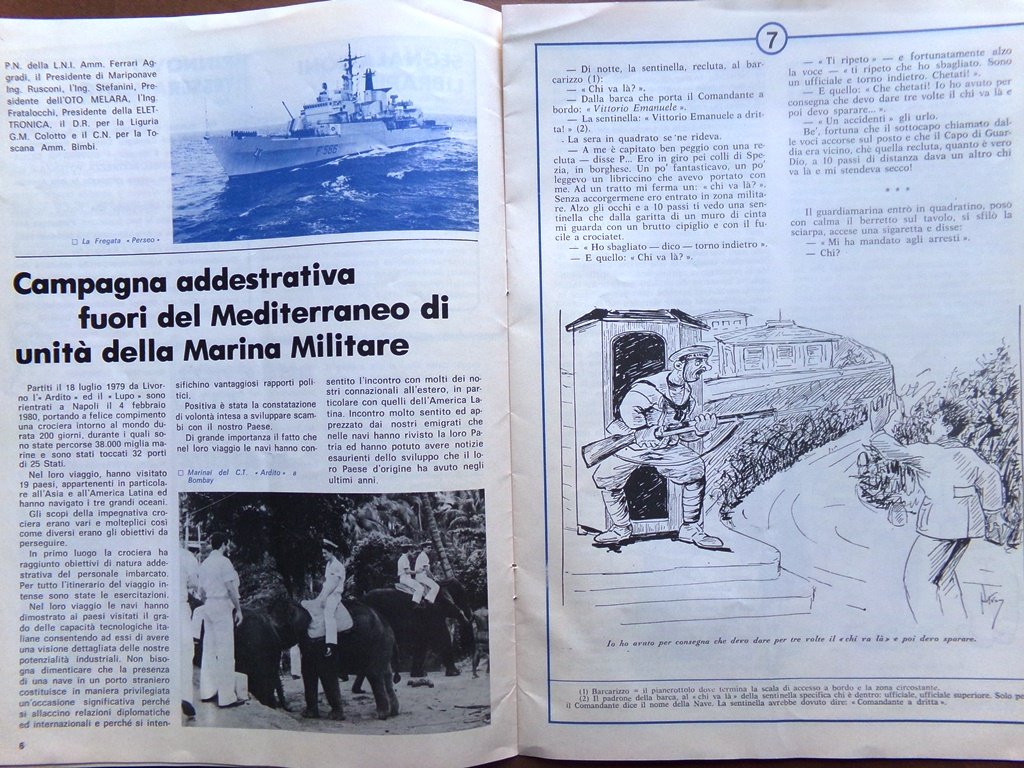 P.N. della L.N.I. Amm. Ferrari Ag-
gradi, il Presidente di Mariponave
Ing. Rusconi, l'Ing. Stefanini, Pre-
sidente dell'OTO MELARA, l'Ing.
Fratalocchi, Presidente della ELET-
TRONICA, il D.R. per la Liguria
G.M. Colotto e il C.N. per la To-
scana Amm. Bimbi.
F 586
□ La Fregata «Perseo»
Campagna addestrativa
fuori del Mediterraneo di
unità della Marina Militare
Partiti il 18 luglio 1979 da Livor-
no l'« Ardito » ed il « Lupo » sono
rientrati a Napoli il 4 febbraio
1980, portando a felice compimento
una crociera intorno al mondo du-
rata 200 giorni, durante i quali so-
no state percorse 38.000 miglia ma-
rine e sono stati toccati 32 porti
di 25 Stati.
Nel loro viaggio, hanno visitato
19 paesi, appartenenti in particola-
re all'Asia e all'America Latina ed
hanno navigato i tre grandi oceani.
Gli scopi della impegnativa cro-
ciera erano vari e molteplici così
come diversi erano gli obiettivi da
perseguire.
In primo luogo la crociera ha
raggiunto obiettivi di natura adde-
strativa del personale imbarcato.
Per tutto l'itinerario del viaggio in-
tense sono state le esercitazioni.
Nel loro viaggio le navi hanno
dimostrato ai paesi visitati il gra-
do delle capacità tecnologiche ita-
liane consentendo ad essi di avere
una visione dettagliata delle nostre
potenzialità industriali. Non biso-
gna dimenticare che la presenza
di una nave in un porto straniero
costituisce in maniera privilegiata
un'occasione significativa perché
si allaccino relazioni diplomatiche
ed internazionali e perché si inten-
sifichino vantaggiosi rapporti poli-
tici.
Positiva è stata la constatazione
di volontà intesa a sviluppare scam-
bi con il nostro Paese.
Di grande importanza il fatto che
nelle navi hanno con-
□ Marinai del C.T. «Ardito» a
Bombay
sentito l'incontro con molti dei no-
stri connazionali all'estero, in par-
ticolare con quelli dell'America La-
tina. Incontro molto sentito ed ap-
prezzato dai nostri emigrati che
nelle navi hanno rivisto la loro Pa-
tria ed hanno potuto avere notizie
esaurienti dello sviluppo che il lo-
ro Paese d'origine ha avuto negli
ultimi anni.
6
7
— Di notte, la sentinella, recluta, al bar-
carizzo (1):
— « Chi va là? ».
— Dalla barca che porta il Comandante a
bordo: « Vittorio Emanuele ».
— La sentinella: « Vittorio Emanuele a drit-
ta! » (2).
La sera in quadrato se ne rideva.
— A me è capitato ben peggio con una re-
cluta — disse P... Ero in giro pei colli di Spe-
zia, in borghese. Un po' fantasticavo, un po'
leggevo un libriccino che avevo portato con
me. Ad un tratto mi ferma un: « chi va là? ».
Senza accorgermene ero entrato in zona milita-
re. Alzo gli occhi e a 10 passi ti vedo una sen-
tinella che dalla garitta di un muro di cinta
mi guarda con un brutto cipiglio e con il fu-
cile a crociatet.
— « Ho sbagliato — dico — torno indietro ».
— E quello: « Chi va là? ».
— « Ti ripeto » — e fortunatamente alzo
la voce — « ti ripeto che ho sbagliato. Sono
un ufficiale e torno indietro. Chetati! ».
— E quello: « Che chetati! Io ho avuto per
consegna che devo dare tre volte il chi va là e
poi devo sparare... ».
— « Un accidenti » gli urlo.
Be', fortuna che il sottocapo chiamato dal-
le voci accorse sul posto e che il Capo di Guar-
dia era vicino, che quella recluta, quanto è vero
Dio, a 10 passi di distanza dava un altro chi
va là e mi stendeva secco!
* * *
Il guardiamarina entrò in quadratino, posò
con calma il berretto sul tavolo, si sfilò la
sciarpa, accese una sigaretta e disse:
— « Mi ha mandato agli arresti ».
— Chi?
Io ho avuto per consegna che devo dare per tre volte il «chi va là» e poi devo sparare.
(1) Barcarizzo = il pianerottolo dove termina la scala di accesso a bordo e la zona circostante.
(2) Il padrone della barca, al «chi va là» della sentinella specifica chi è dentro: ufficiale, ufficiale superiore. Solo pe
il Comandante dice il nome della Nave. La sentinella avrebbe dovuto dire: «Comandante a dritta».